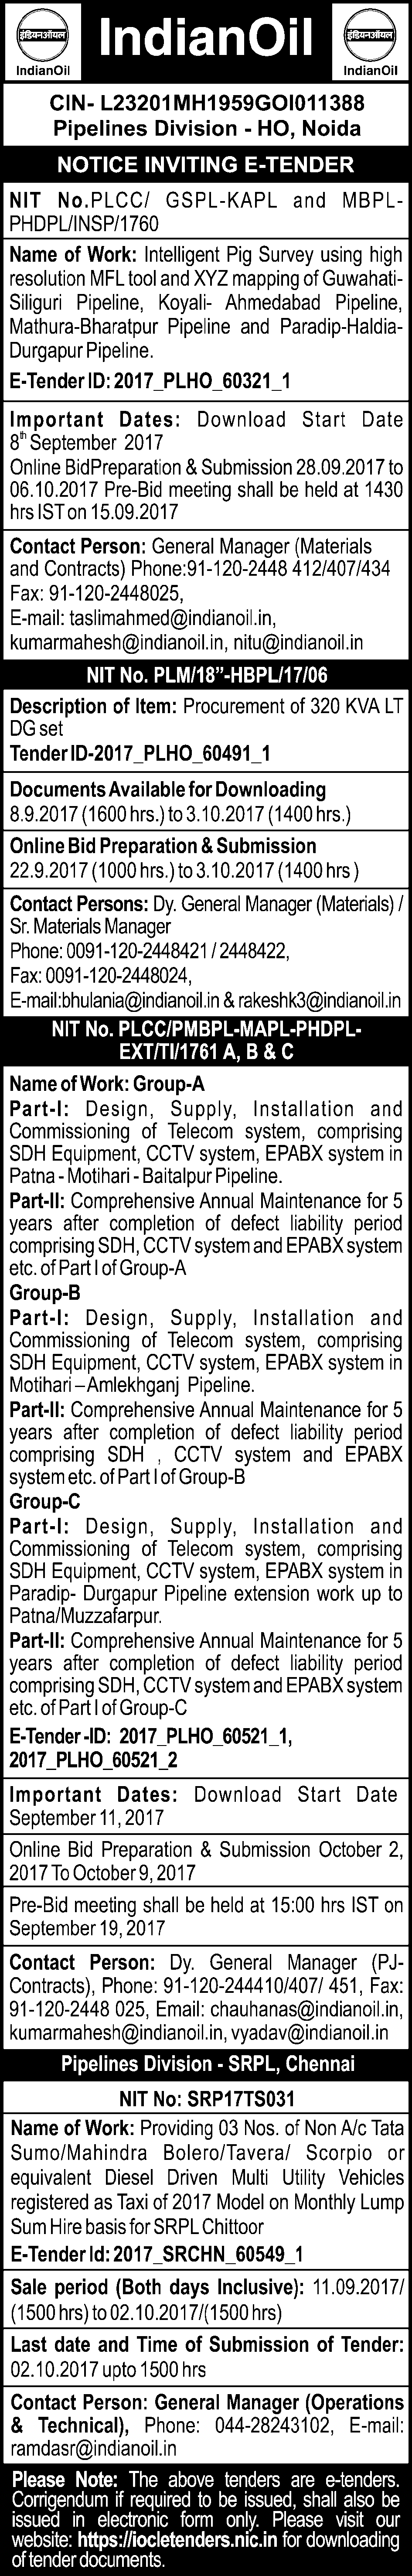 इंडियनऑयल
IndianOil
IndianOil
इंडियनऑयल
IndianOil
CIN- L23201MH1959GOI011388
Pipelines Division - HO, Noida
NOTICE INVITING E-TENDER
NIT No.PLCC/ GSPL-KAPL and MBPL-
PHDPL/INSP/1760
Name of Work: Intelligent Pig Survey using high
resolution MFL tool and XYZ mapping of Guwahati-
Siliguri Pipeline, Koyali- Ahmedabad Pipeline,
Mathura-Bharatpur Pipeline and Paradip-Haldia-
Durgapur Pipeline.
E-Tender ID: 2017_PLHO_60321_1
Important Dates: Download Start Date
8th September 2017
Online BidPreparation & Submission 28.09.2017 to
06.10.2017 Pre-Bid meeting shall be held at 1430
hrs IST on 15.09.2017
Contact Person: General Manager (Materials
and Contracts) Phone:91-120-2448 412/407/434
Fax: 91-120-2448025,
E-mail: taslimahmed@indianoil.in,
kumarmahesh@indianoil.in, nitu@indianoil.in
NIT No. PLM/18”-HBPL/17/06
Description of Item: Procurement of 320 KVA LT
DG set
Tender ID-2017_PLHO_60491_1
Documents Available for Downloading
8.9.2017 (1600 hrs.) to 3.10.2017 (1400 hrs.)
Online Bid Preparation & Submission
22.9.2017 (1000 hrs.) to 3.10.2017 (1400 hrs )
Contact Persons: Dy. General Manager (Materials) /
Sr. Materials Manager
Phone: 0091-120-2448421 / 2448422,
Fax: 0091-120-2448024,
E-mail:bhulania@indianoil.in & rakeshk3@indianoil.in
NIT No. PLCC/PMBPL-MAPL-PHDPL-
EXT/TI/1761 A, B & C
Name of Work: Group-A
Part-I: Design, Supply, Installation and
Commissioning of Telecom system, comprising
SDH Equipment, CCTV system, EPABX system in
Patna - Motihari - Baitalpur Pipeline.
Part-II: Comprehensive Annual Maintenance for 5
years after completion of defect liability period
comprising SDH, CCTV system and EPABX system
etc. of Part I of Group-A
Group-B
Part-I: Design, Supply, Installation and
Commissioning of Telecom system, comprising
SDH Equipment, CCTV system, EPABX system in
Motihari – Amlekhganj Pipeline.
Part-II: Comprehensive Annual Maintenance for 5
years after completion of defect liability period
comprising SDH , CCTV system and EPABX
system etc. of Part I of Group-B
Group-C
Part-I: Design, Supply, Installation and
Commissioning of Telecom system, comprising
SDH Equipment, CCTV system, EPABX system in
Paradip- Durgapur Pipeline extension work up to
Patna/Muzzafarpur.
Part-II: Comprehensive Annual Maintenance for 5
years after completion of defect liability period
comprising SDH, CCTV system and EPABX system
etc. of Part I of Group-C
E-Tender -ID: 2017_PLHO_60521_1,
2017_PLHO_60521_2
Important Dates: Download Start Date
September 11, 2017
Online Bid Preparation & Submission October 2,
2017 To October 9, 2017
Pre-Bid meeting shall be held at 15:00 hrs IST on
September 19, 2017
Contact Person: Dy. General Manager (PJ-
Contracts), Phone: 91-120-244410/407/ 451, Fax:
91-120-2448 025, Email: chauhanas@indianoil.in,
kumarmahesh@indianoil.in, vyadav@indianoil.in
Pipelines Division - SRPL, Chennai
NIT No: SRP17TS031
Name of Work: Providing 03 Nos. of Non A/c Tata
Sumo/Mahindra Bolero/Tavera/ Scorpio or
equivalent Diesel Driven Multi Utility Vehicles
registered as Taxi of 2017 Model on Monthly Lump
Sum Hire basis for SRPL Chittoor
E-Tender Id: 2017_SRCHN_60549_1
Sale period (Both days Inclusive): 11.09.2017/
(1500 hrs) to 02.10.2017/(1500 hrs)
Last date and Time of Submission of Tender:
02.10.2017 upto 1500 hrs
Contact Person: General Manager (Operations
& Technical), Phone: 044-28243102, E-mail:
ramdasr@indianoil.in
Please Note: The above tenders are e-tenders.
Corrigendum if required to be issued, shall also be
issued in electronic form only. Please visit our
website: https://iocletenders.nic.in for downloading
of tender documents.